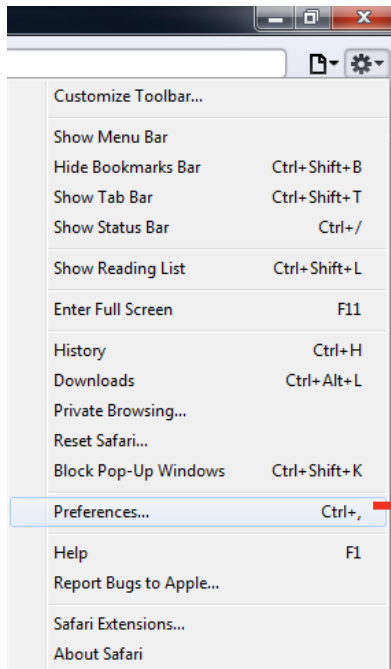 Customize Toolbar...
Show Menu Bar
Hide Bookmarks Bar Ctrl+Shift+B
Show Tab Bar Ctrl+Shift+T
Show Status Bar Ctrl+/
Show Reading List Ctrl+Shift+L
Enter Full Screen F11
History Ctrl+H
Downloads Ctrl+Alt+L
Private Browsing...
Reset Safari...
Block Pop-Up Windows Ctrl+Shift+K
Preferences... Ctrl+,
Help F1
Report Bugs to Apple...
Safari Extensions...
About Safari